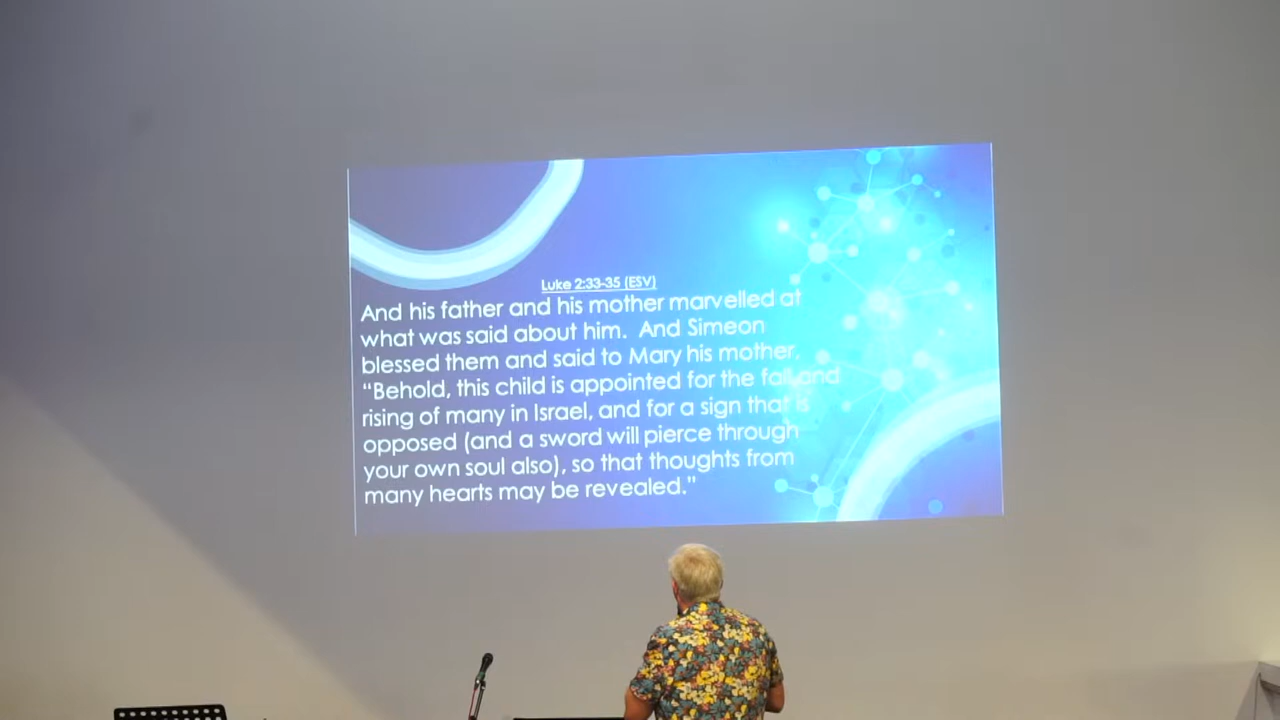 Luke 2:33-35 (ESV)
And his father and his mother marvelled at
what was said about him.  And Simeon
blessed them and said to Mary his mother,
“Behold, this child is appointed for the fall and
rising of many in Israel, and for a sign that is
opposed (and a sword will pierce through
your own soul also), so that thoughts from
many hearts may be revealed.”